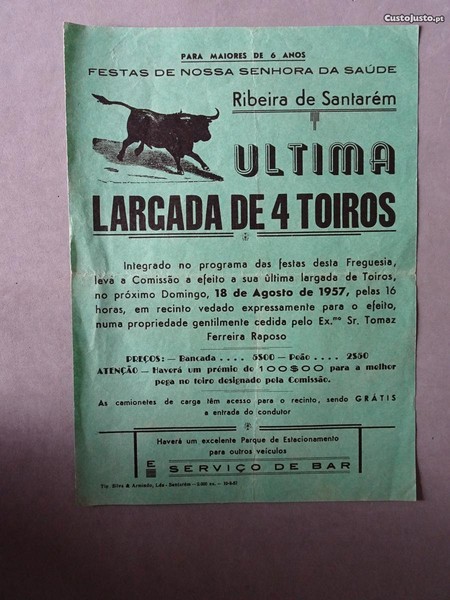 CustoJusto.pt
PARA MAIORES DE 6 ANOS
FESTAS DE NOSSA SENHORA DA SAÚDE
Ribeira de Santarém
ULTIMA
LARGADA DE 4 TOIROS
Integrado no programa das festas desta Freguesia,
leva a Comissão a efeito a sua última largada de Toiros,
no próximo Domingo, 18 de Agosto de 1957, pelas 16
horas, em recinto vedado expressamente para o efeito,
numa propriedade gentilmente cedida pelo Ex.mo Sr. Tomaz
Ferreira Raposo
PREÇOS: — Bancada . . . . 5$00 — Peão . . . . 2$50
ATENÇÃO — Haverá um prémio de 100$00 para a melhor
pega no toiro designado pela Comissão.
As camionetes de carga têm acesso para o recinto, sendo GRÁTIS
a entrada do condutor
Haverá um excelente Parque de Estacionamento
para outros veículos
E SERVIÇO DE BAR
Tip. Silva & Armindo, Lda - Santarém —